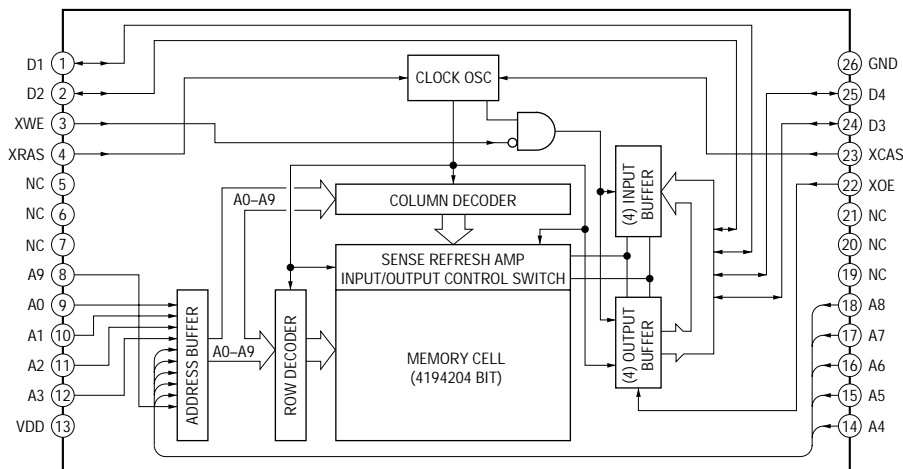 D1 1
D2 2
XWE 3
XRAS 4
NC 5
NC 6
NC 7
A9 8
A0 9
A1 10
A2 11
A3 12
VDD 13
CLOCK OSC
A0–A9
COLUMN DECODER
SENSE REFRESH AMP
INPUT/OUTPUT CONTROL SWITCH
MEMORY CELL
(4194204 BIT)
ADDRESS BUFFER
A0–A9
ROW DECODER
(4) INPUT
BUFFER
(4) OUTPUT
BUFFER
26 GND
25 D4
24 D3
23 XCAS
22 XOE
21 NC
20 NC
19 NC
18 A8
17 A7
16 A6
15 A5
14 A4